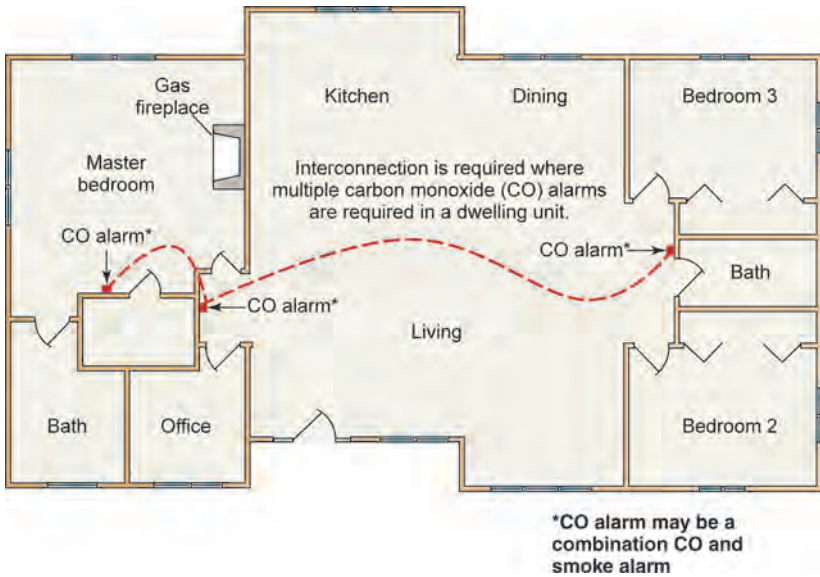 Gas
fireplace
Kitchen
Dining
Bedroom 3
Master
bedroom
Interconnection is required where
multiple carbon monoxide (CO) alarms
are required in a dwelling unit.
CO alarm*
CO alarm*
Bath
CO alarm*
Living
Bath
Office
Bedroom 2
*CO alarm may be a
combination CO and
smoke alarm